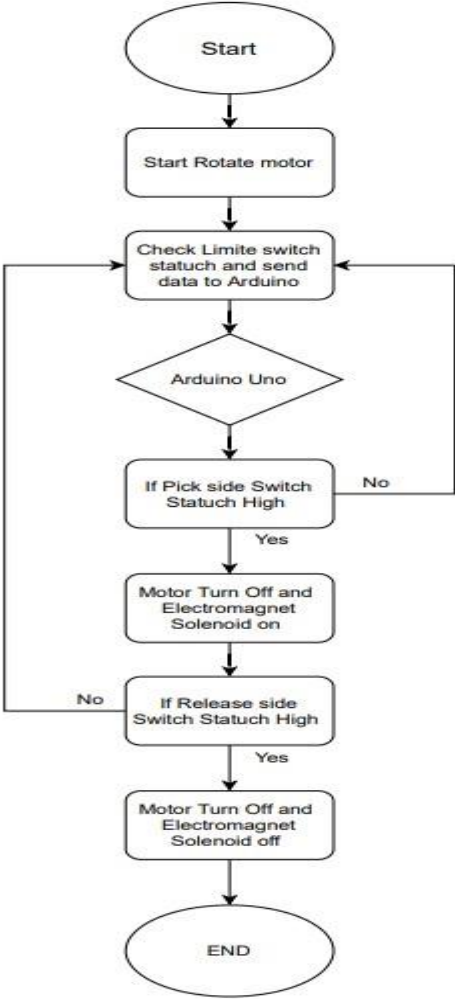 Start
Start Rotate motor
Check Limite switch
statuch and send
data to Arduino
Arduino Uno
If Pick side Switch
Statuch High
No
Yes
Motor Turn Off and
Electromagnet
Solenoid on
No
If Release side
Switch Statuch High
Yes
Motor Turn Off and
Electromagnet
Solenoid off
END